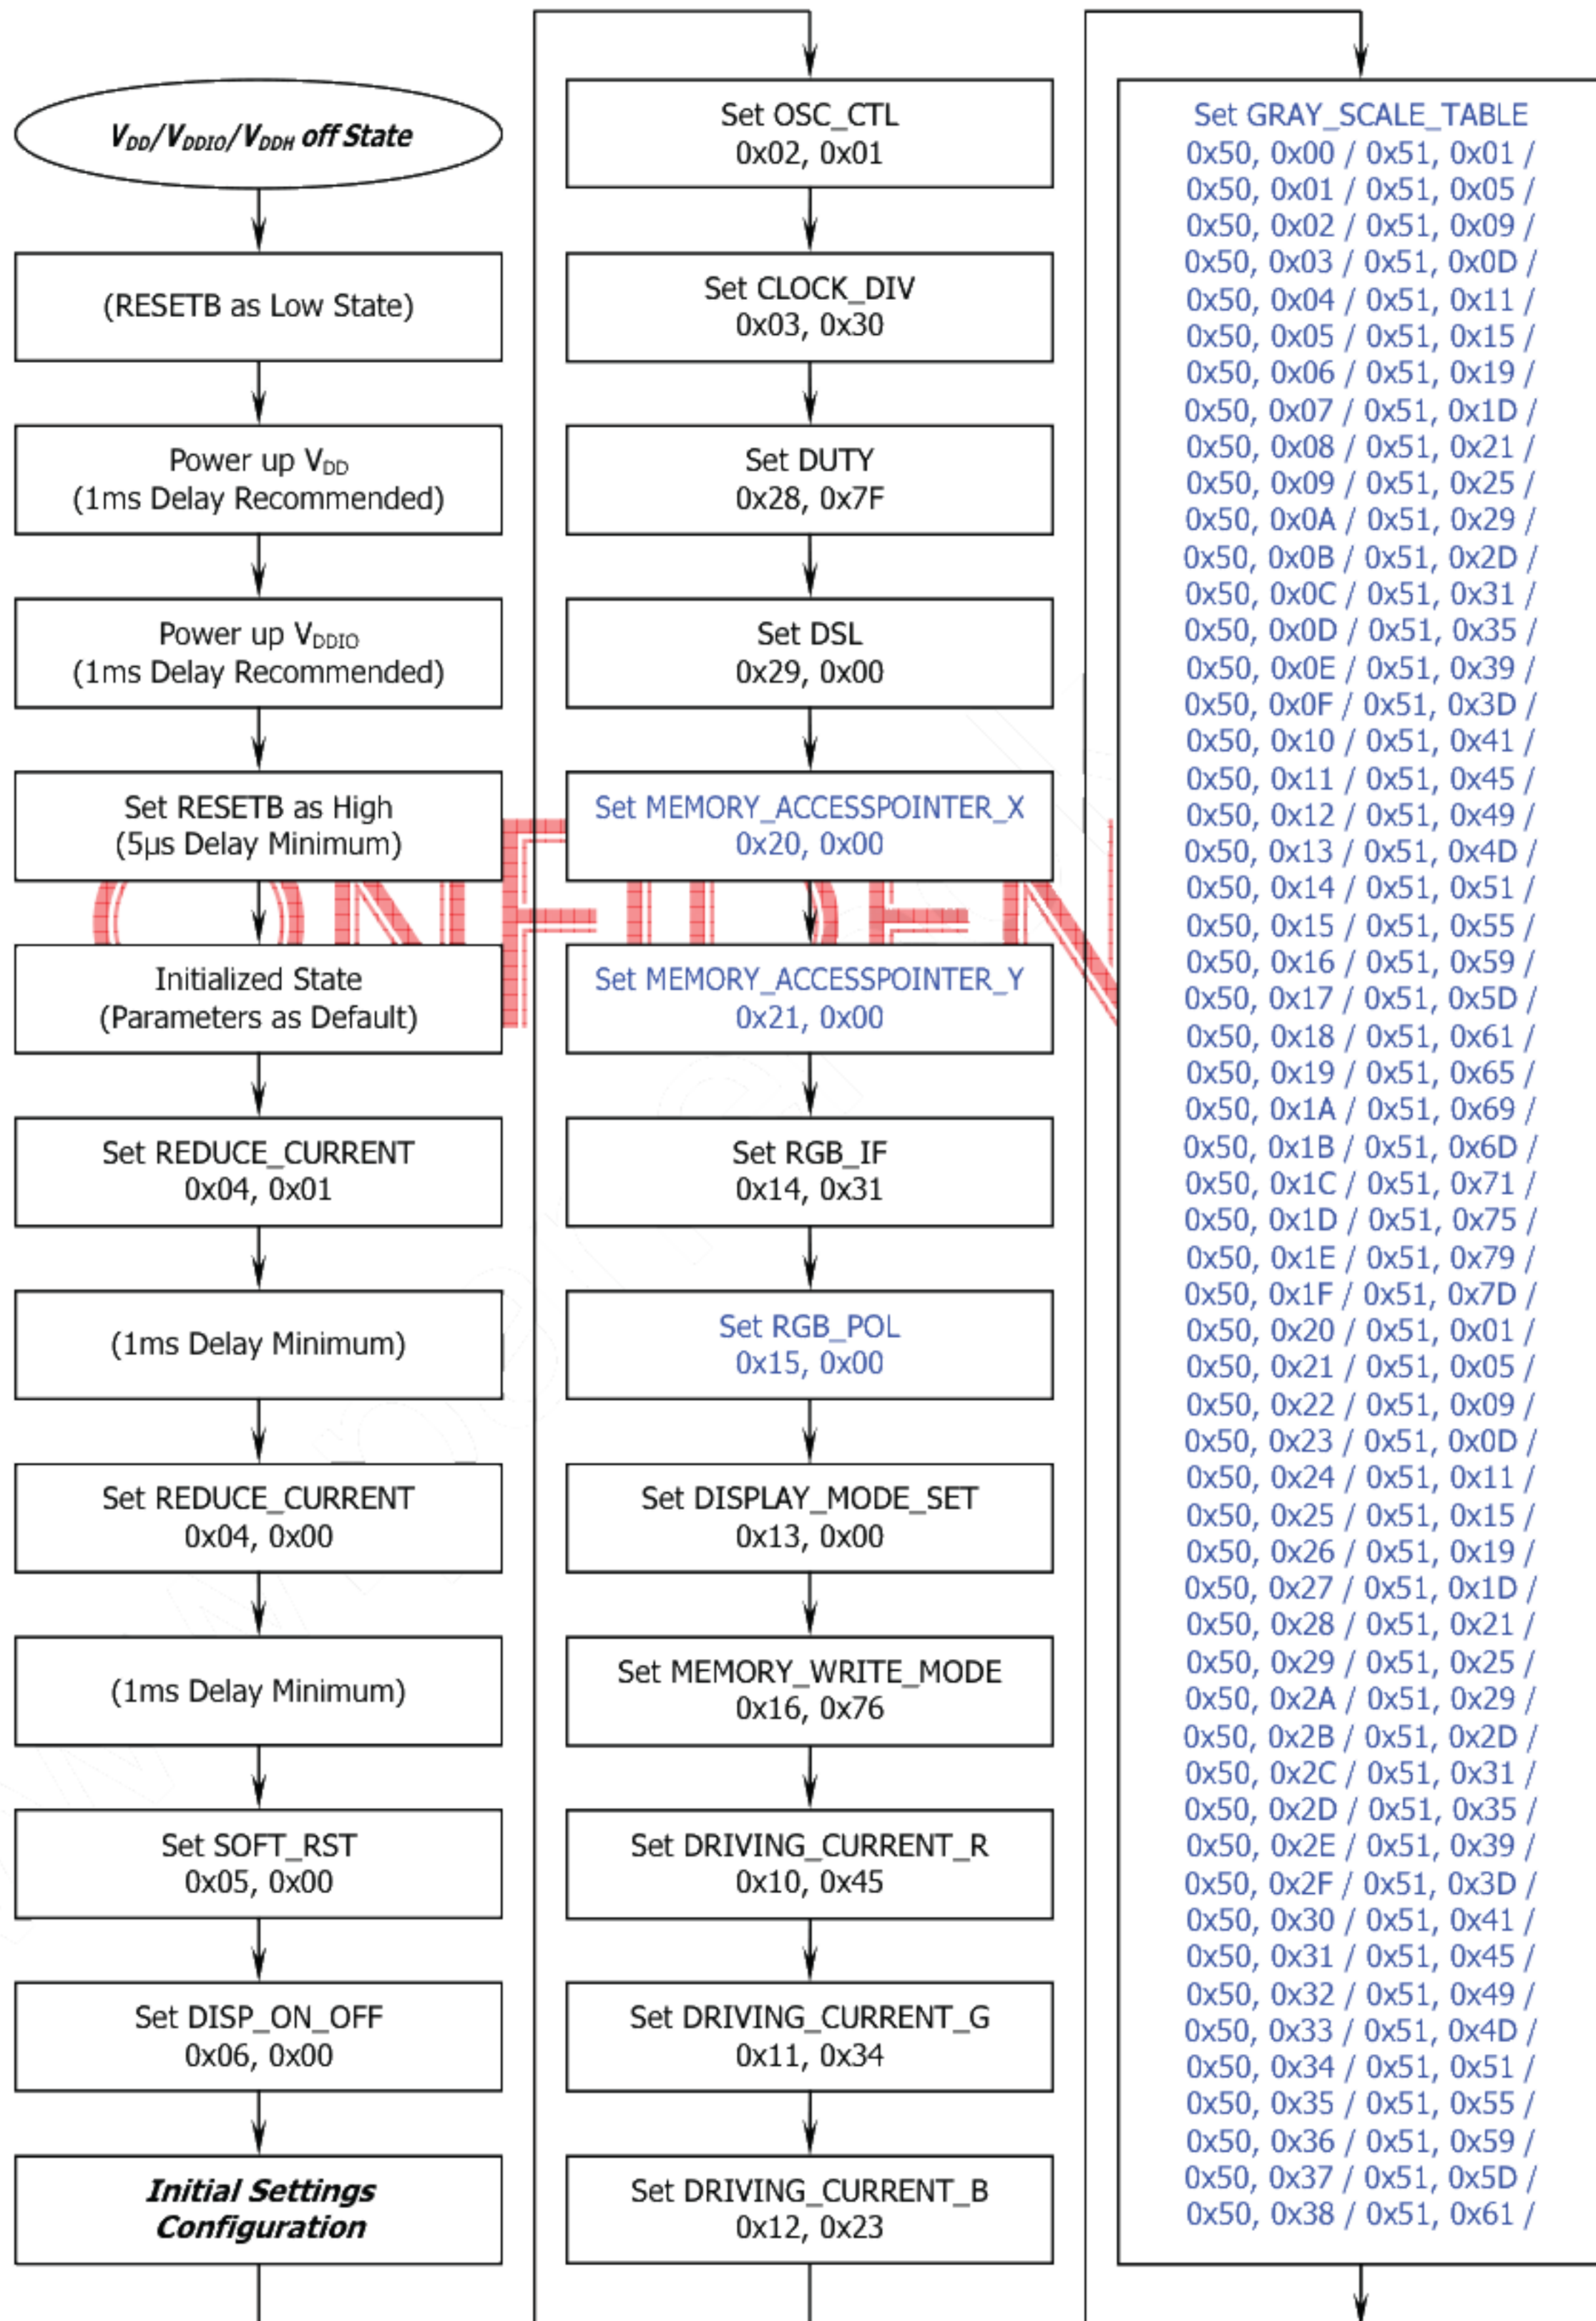 V_DD/V_DDIO/V_DDH off State
(RESETB as Low State)
Power up V_DD
(1ms Delay Recommended)
Power up V_DDIO
(1ms Delay Recommended)
Set RESETB as High
(5µs Delay Minimum)
Initialized State
(Parameters as Default)
Set REDUCE_CURRENT
0x04, 0x01
(1ms Delay Minimum)
Set REDUCE_CURRENT
0x04, 0x00
(1ms Delay Minimum)
Set SOFT_RST
0x05, 0x00
Set DISP_ON_OFF
0x06, 0x00
Initial Settings
Configuration
Set OSC_CTL
0x02, 0x01
Set CLOCK_DIV
0x03, 0x30
Set DUTY
0x28, 0x7F
Set DSL
0x29, 0x00
Set MEMORY_ACCESSPOINTER_X
0x20, 0x00
Set MEMORY_ACCESSPOINTER_Y
0x21, 0x00
Set RGB_IF
0x14, 0x31
Set RGB_POL
0x15, 0x00
Set DISPLAY_MODE_SET
0x13, 0x00
Set MEMORY_WRITE_MODE
0x16, 0x76
Set DRIVING_CURRENT_R
0x10, 0x45
Set DRIVING_CURRENT_G
0x11, 0x34
Set DRIVING_CURRENT_B
0x12, 0x23
Set GRAY_SCALE_TABLE
0x50, 0x00 / 0x51, 0x01 /
0x50, 0x01 / 0x51, 0x05 /
0x50, 0x02 / 0x51, 0x09 /
0x50, 0x03 / 0x51, 0x0D /
0x50, 0x04 / 0x51, 0x11 /
0x50, 0x05 / 0x51, 0x15 /
0x50, 0x06 / 0x51, 0x19 /
0x50, 0x07 / 0x51, 0x1D /
0x50, 0x08 / 0x51, 0x21 /
0x50, 0x09 / 0x51, 0x25 /
0x50, 0x0A / 0x51, 0x29 /
0x50, 0x0B / 0x51, 0x2D /
0x50, 0x0C / 0x51, 0x31 /
0x50, 0x0D / 0x51, 0x35 /
0x50, 0x0E / 0x51, 0x39 /
0x50, 0x0F / 0x51, 0x3D /
0x50, 0x10 / 0x51, 0x41 /
0x50, 0x11 / 0x51, 0x45 /
0x50, 0x12 / 0x51, 0x49 /
0x50, 0x13 / 0x51, 0x4D /
0x50, 0x14 / 0x51, 0x51 /
0x50, 0x15 / 0x51, 0x55 /
0x50, 0x16 / 0x51, 0x59 /
0x50, 0x17 / 0x51, 0x5D /
0x50, 0x18 / 0x51, 0x61 /
0x50, 0x19 / 0x51, 0x65 /
0x50, 0x1A / 0x51, 0x69 /
0x50, 0x1B / 0x51, 0x6D /
0x50, 0x1C / 0x51, 0x71 /
0x50, 0x1D / 0x51, 0x75 /
0x50, 0x1E / 0x51, 0x79 /
0x50, 0x1F / 0x51, 0x7D /
0x50, 0x20 / 0x51, 0x01 /
0x50, 0x21 / 0x51, 0x05 /
0x50, 0x22 / 0x51, 0x09 /
0x50, 0x23 / 0x51, 0x0D /
0x50, 0x24 / 0x51, 0x11 /
0x50, 0x25 / 0x51, 0x15 /
0x50, 0x26 / 0x51, 0x19 /
0x50, 0x27 / 0x51, 0x1D /
0x50, 0x28 / 0x51, 0x21 /
0x50, 0x29 / 0x51, 0x25 /
0x50, 0x2A / 0x51, 0x29 /
0x50, 0x2B / 0x51, 0x2D /
0x50, 0x2C / 0x51, 0x31 /
0x50, 0x2D / 0x51, 0x35 /
0x50, 0x2E / 0x51, 0x39 /
0x50, 0x2F / 0x51, 0x3D /
0x50, 0x30 / 0x51, 0x41 /
0x50, 0x31 / 0x51, 0x45 /
0x50, 0x32 / 0x51, 0x49 /
0x50, 0x33 / 0x51, 0x4D /
0x50, 0x34 / 0x51, 0x51 /
0x50, 0x35 / 0x51, 0x55 /
0x50, 0x36 / 0x51, 0x59 /
0x50, 0x37 / 0x51, 0x5D /
0x50, 0x38 / 0x51, 0x61 /